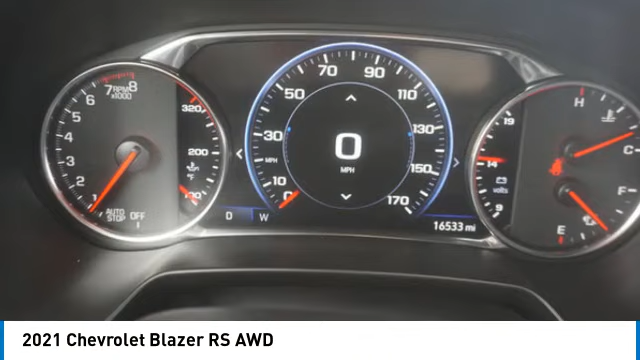 8
7
6
5
4
3
2
1
RPM
x1000
AUTO
STOP
OFF
320
200
°F
70
90
50
110
30
130
MPH
10
150
0
170
0
MPH
D
W
16533 mi
19
14
volts
9
H
C
E
2021 Chevrolet Blazer RS AWD